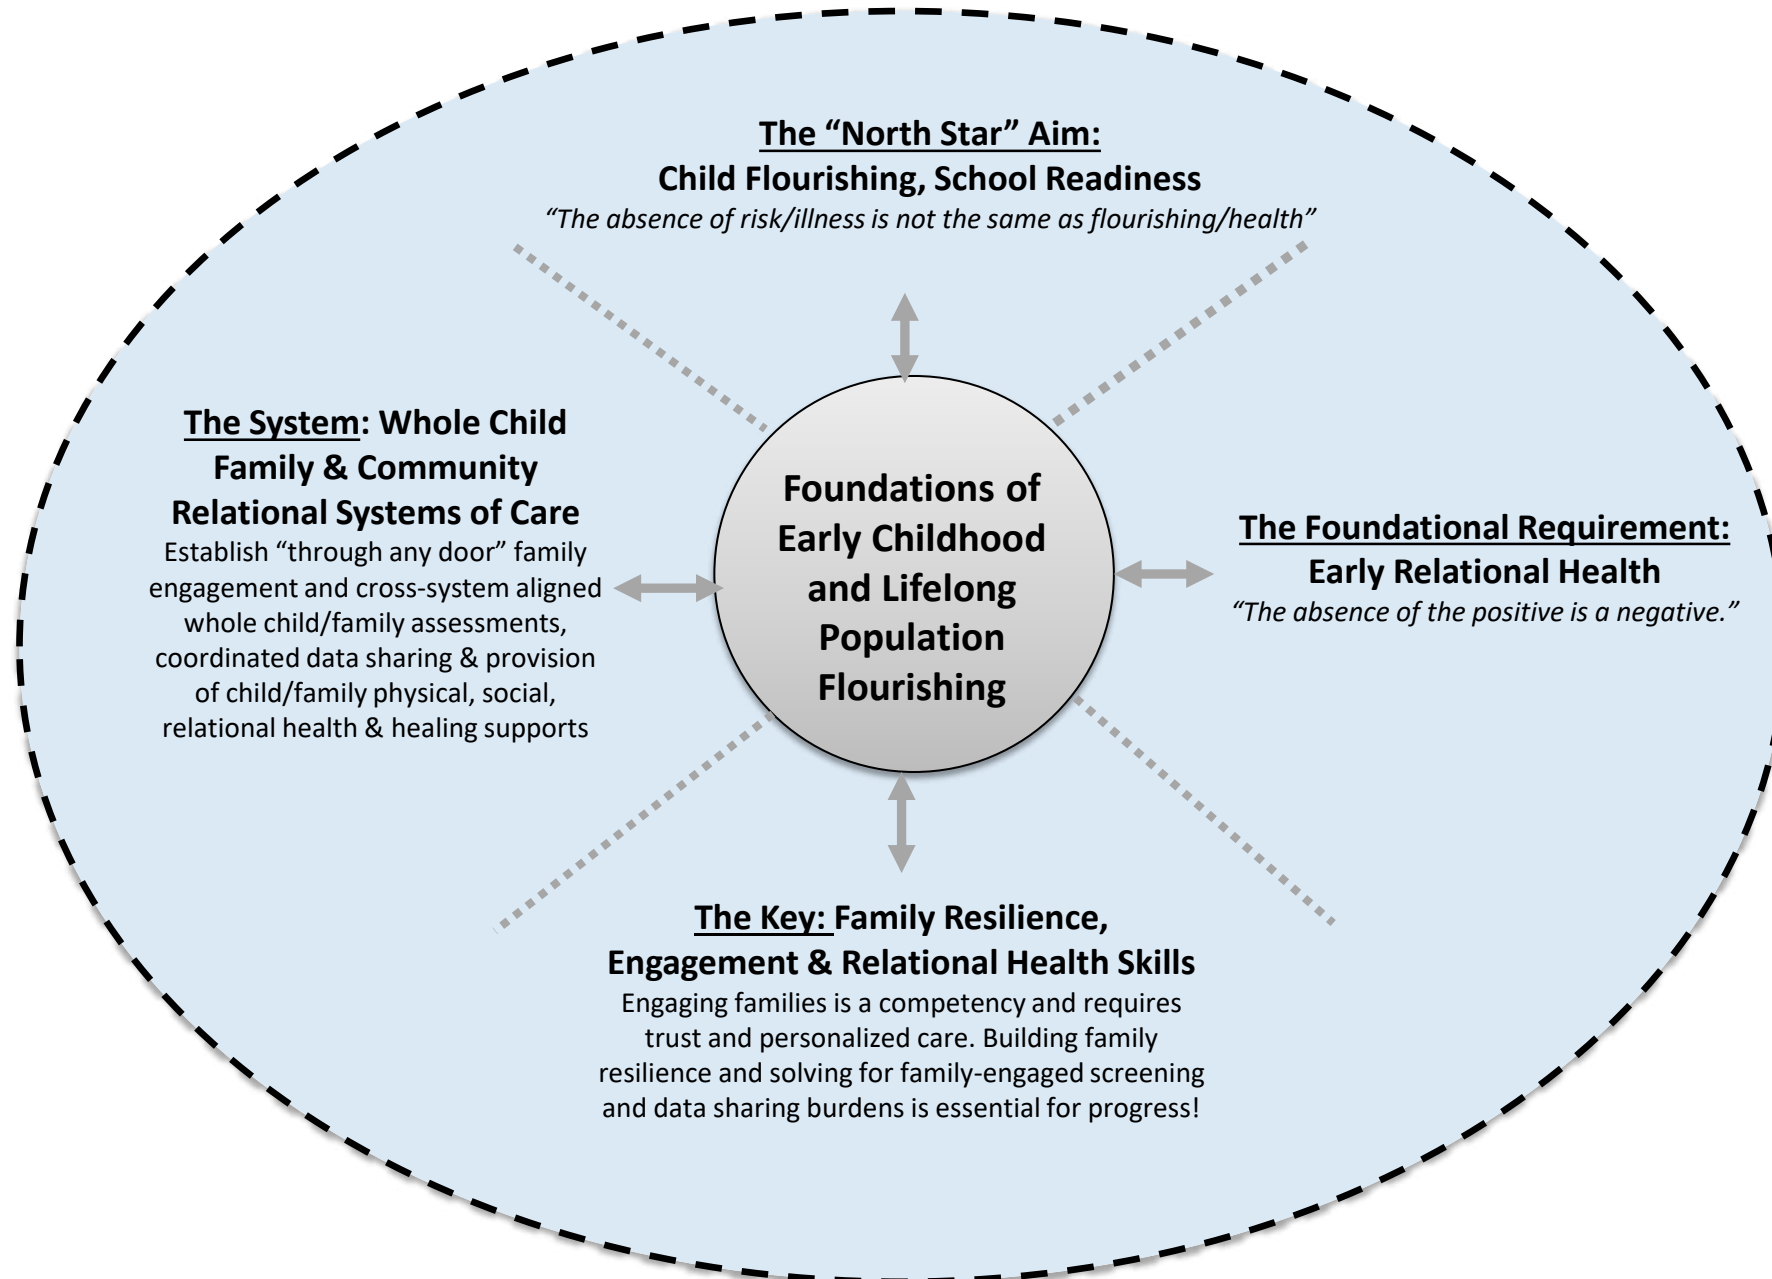 The “North Star” Aim:
Child Flourishing, School Readiness
“The absence of risk/illness is not the same as flourishing/health”
The System: Whole Child
Family & Community
Relational Systems of Care
Establish “through any door” family
engagement and cross-system aligned
whole child/family assessments,
coordinated data sharing & provision
of child/family physical, social,
relational health & healing supports
Foundations of
Early Childhood
and Lifelong
Population
Flourishing
The Foundational Requirement:
Early Relational Health
“The absence of the positive is a negative.”
The Key: Family Resilience,
Engagement & Relational Health Skills
Engaging families is a competency and requires
trust and personalized care. Building family
resilience and solving for family-engaged screening
and data sharing burdens is essential for progress!